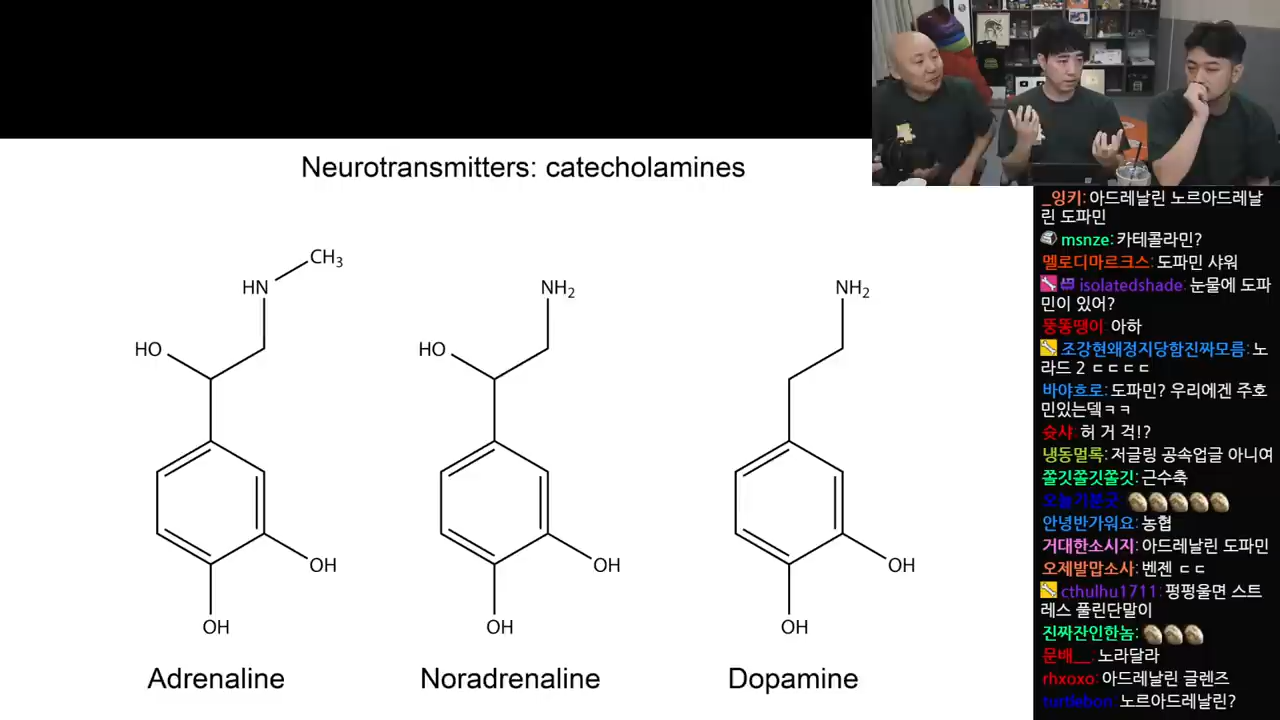 Neurotransmitters: catecholamines
CH3
HN
HO
OH
OH
Adrenaline
NH2
HO
OH
OH
Noradrenaline
NH2
OH
OH
Dopamine
_잉키: 아드레날린 노르아드레날
린 도파민
msnze: 카테콜라민?
멜로디마르크스: 도파민 샤워
isolatedshade: 눈물에 도파
민이 있어?
뚱똥땡이: 아하
조강현왜정지당함진짜모름: 노
라드 2 ㄷㄷㄷㄷ
바야흐로: 도파민? 우리에겐 주호
민있는뎈ㅋㅋ
슛샤: 허 거 걱!?
냉동멀록: 저글링 공속업글 아니여
쫄깃쫄깃쫄깃: 근수축
오늘기분굿:
안녕반가워요: 농협
거대한소시지: 아드레날린 도파민
오제발맙소사: 벤젠 ㄷㄷ
cthulhu1711: 펑펑울면 스트
레스 풀린단말이
진짜잔인한놈:
문배__: 노라달라
rhxoxo: 아드레날린 글렌즈
turtlebon: 노르아드레날린?